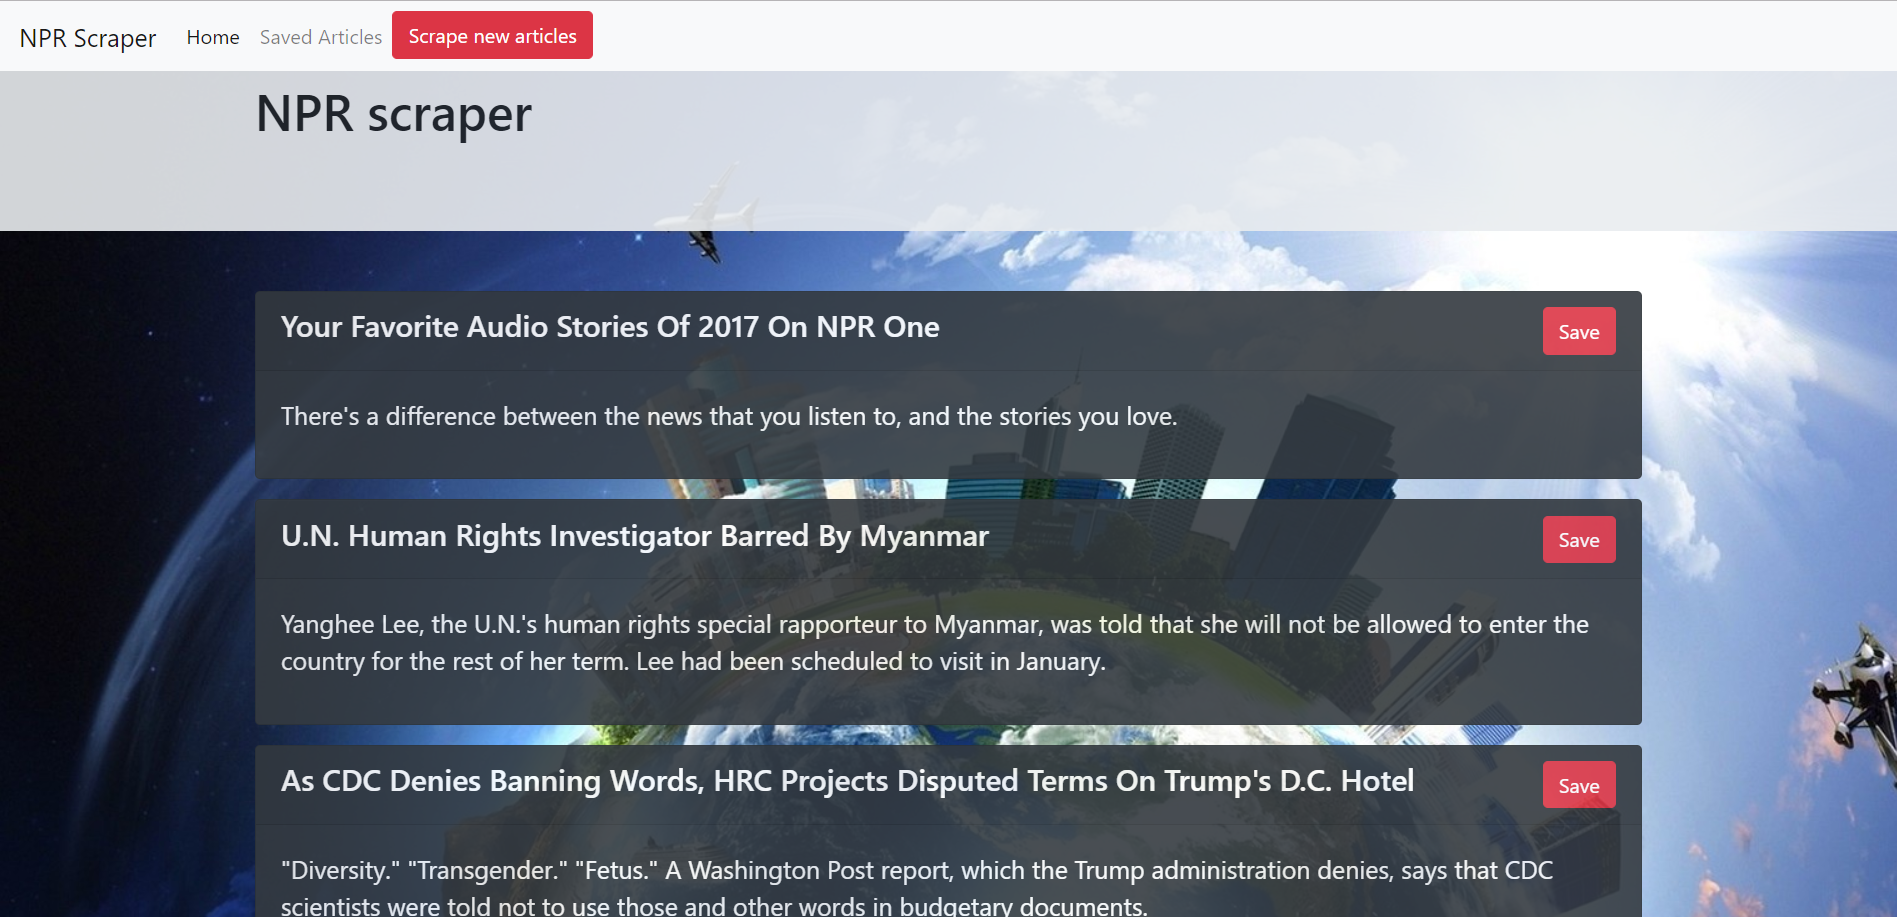 NPR Scraper Home Saved Articles Scrape new articles
NPR scraper
Your Favorite Audio Stories Of 2017 On NPR One Save
There's a difference between the news that you listen to, and the stories you love.
U.N. Human Rights Investigator Barred By Myanmar Save
Yanghee Lee, the U.N.'s human rights special rapporteur to Myanmar, was told that she will not be allowed to enter the
country for the rest of her term. Lee had been scheduled to visit in January.
As CDC Denies Banning Words, HRC Projects Disputed Terms On Trump's D.C. Hotel Save
"Diversity." "Transgender." "Fetus." A Washington Post report, which the Trump administration denies, says that CDC
scientists were told not to use those and other words in budgetary documents.